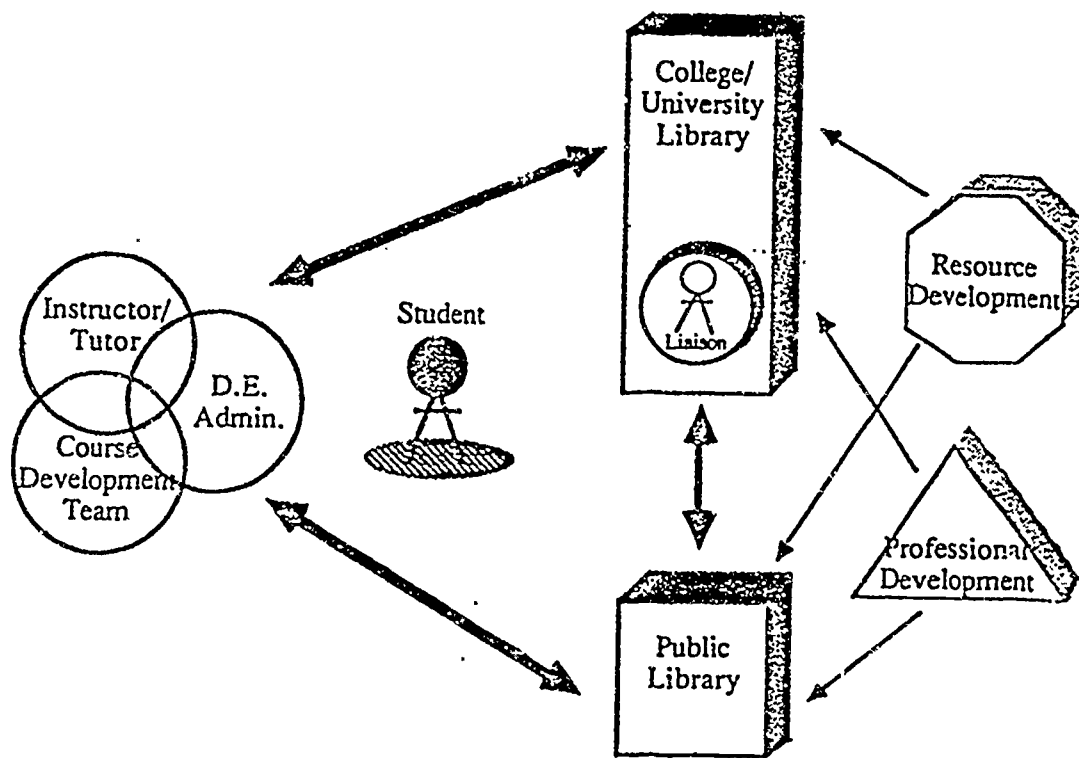 College/
University
Library
Liaison
Resource
Development
Instructor/
Tutor
D.E.
Admin.
Course
Development
Team
Student
Professional
Development
Public
Library